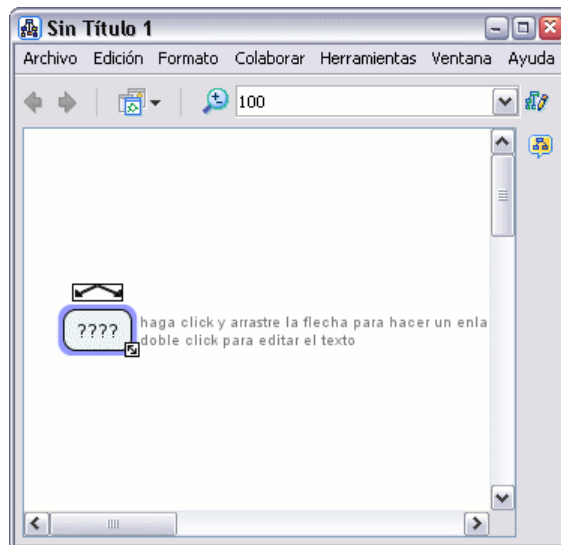 Sin Título 1
Archivo Edición Formato Colaborar Herramientas Ventana Ayuda
100
????
haga click y arrastre la flecha para hacer un enla
doble click para editar el texto